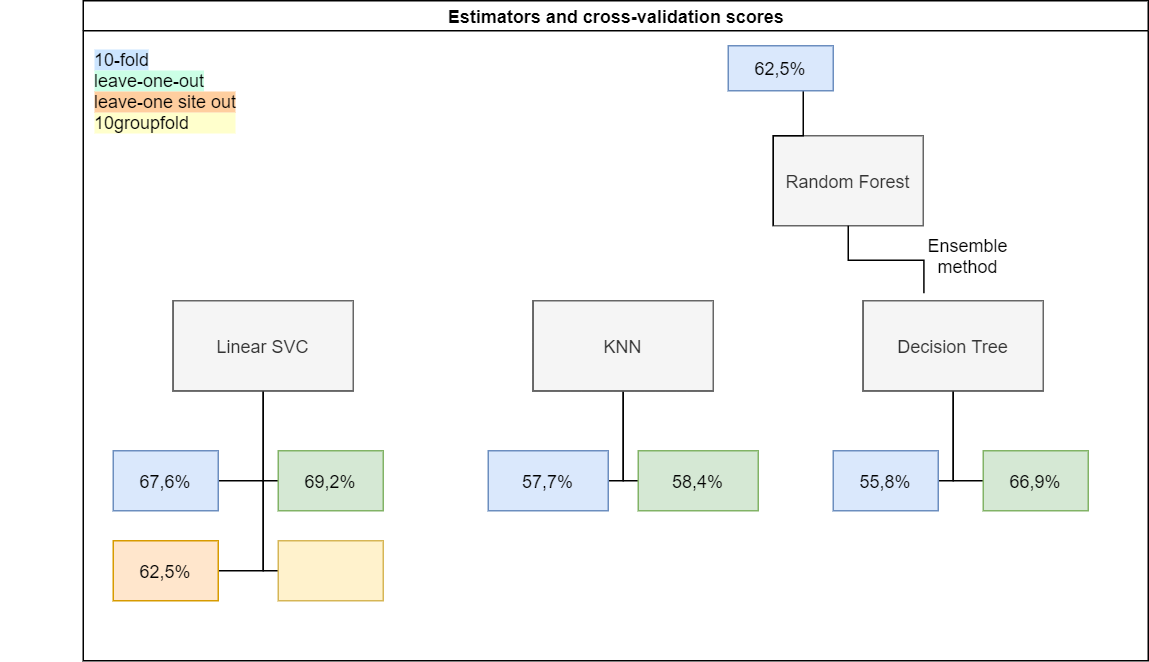 Estimators and cross-validation scores
10-fold
leave-one-out
leave-one site out
10groupfold
62,5%
Random Forest
Ensemble
method
Linear SVC
KNN
Decision Tree
67,6%
69,2%
57,7%
58,4%
55,8%
66,9%
62,5%